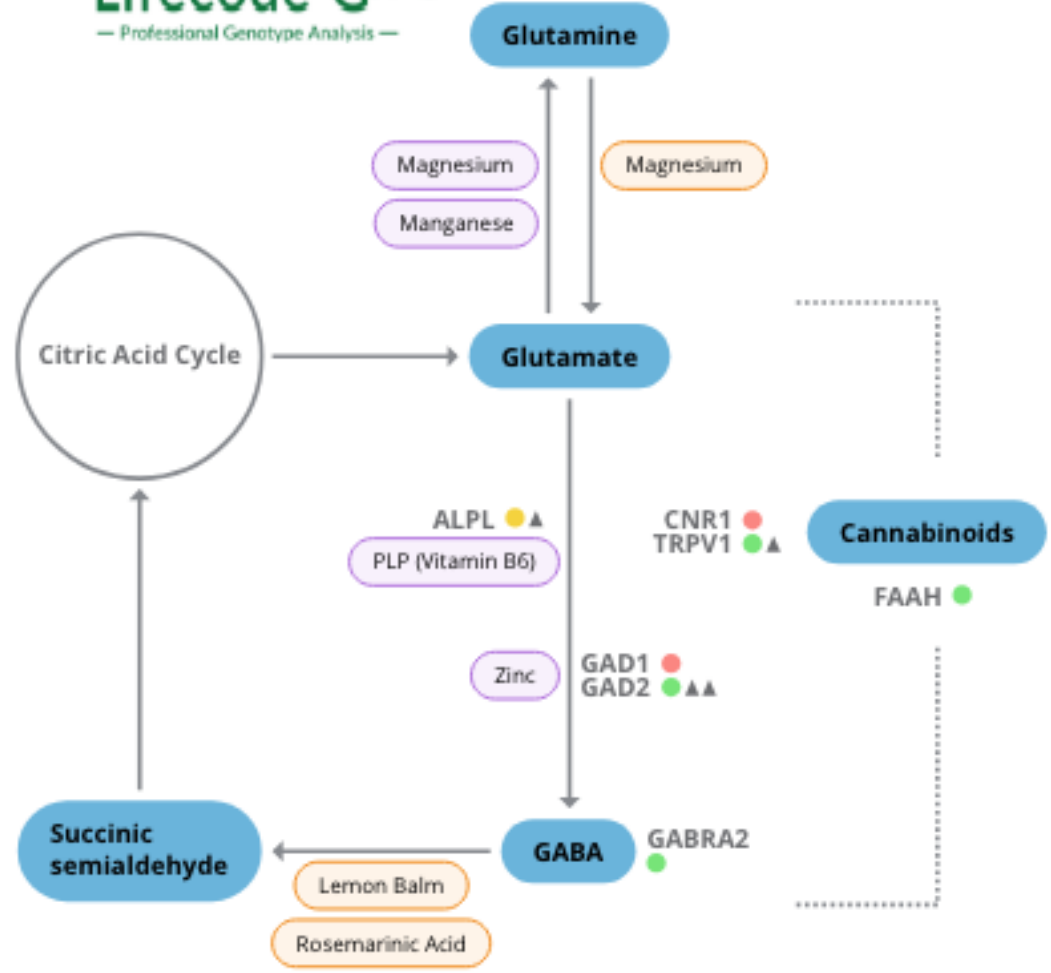 — Professional Genotype Analysis —
Glutamine
Magnesium
Magnesium
Manganese
Citric Acid Cycle
Glutamate
ALPL
PLP (Vitamin B6)
CNR1
TRPV1
Cannabinoids
FAAH
Zinc
GAD1
GAD2
Succinic
semialdehyde
GABA
GABRA2
Lemon Balm
Rosemarinic Acid